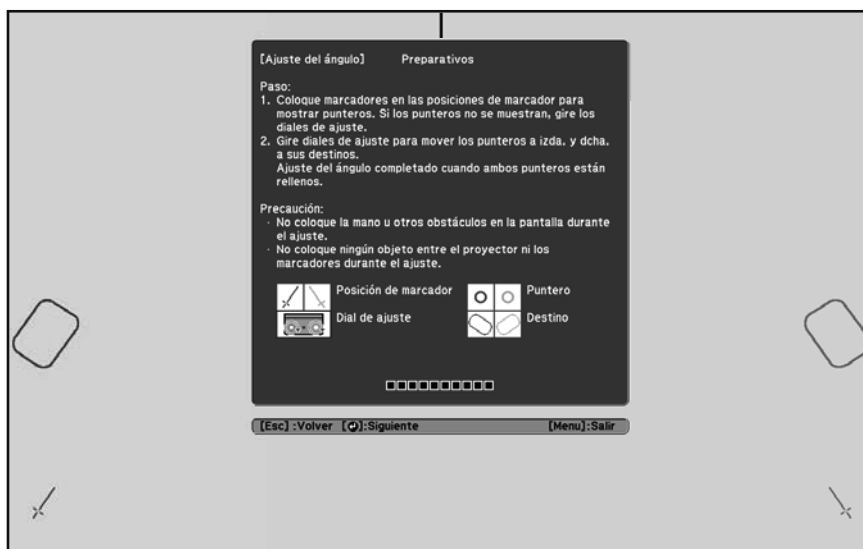 [Ajuste del ángulo] Preparativos
Paso:
1. Coloque marcadores en las posiciones de marcador para
mostrar punteros. Si los punteros no se muestran, gire los
diales de ajuste.
2. Gire diales de ajuste para mover los punteros a izda. y dcha.
a sus destinos.
Ajuste del ángulo completado cuando ambos punteros están
rellenos.
Precaución:
· No coloque la mano u otros obstáculos en la pantalla durante
el ajuste.
· No coloque ningún objeto entre el proyector ni los
marcadores durante el ajuste.
Posición de marcador Puntero
Dial de ajuste Destino
[Esc] :Volver [↵]:Siguiente [Menu]:Salir